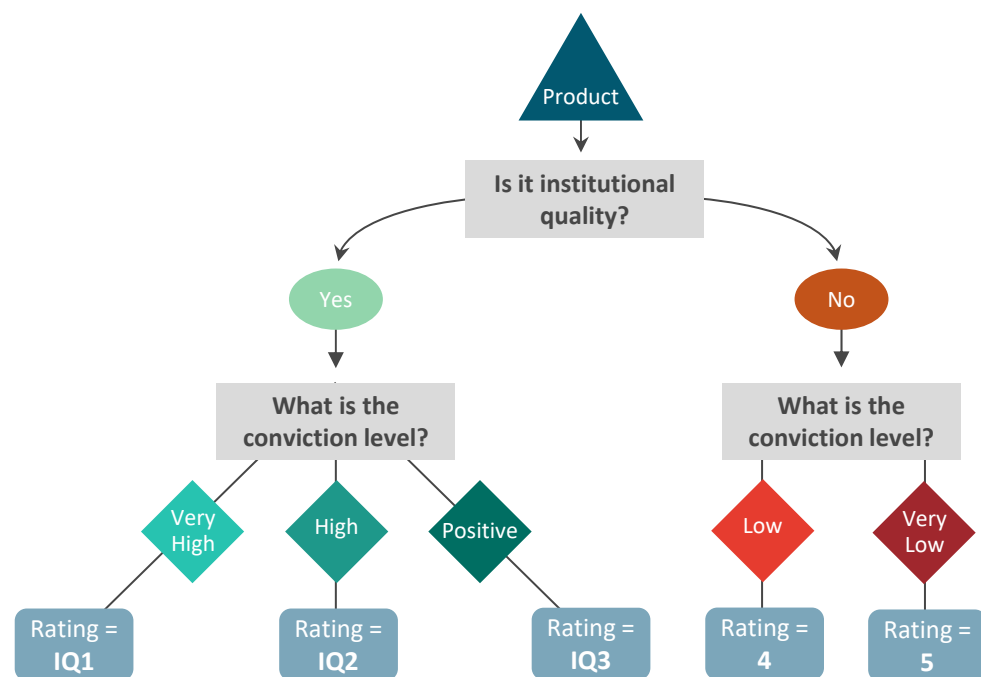 Product
Is it institutional
quality?
Yes
No
What is the
conviction level?
What is the
conviction level?
Very
High
High
Positive
Low
Very
Low
Rating =
IQ1
Rating =
IQ2
Rating =
IQ3
Rating =
4
Rating =
5